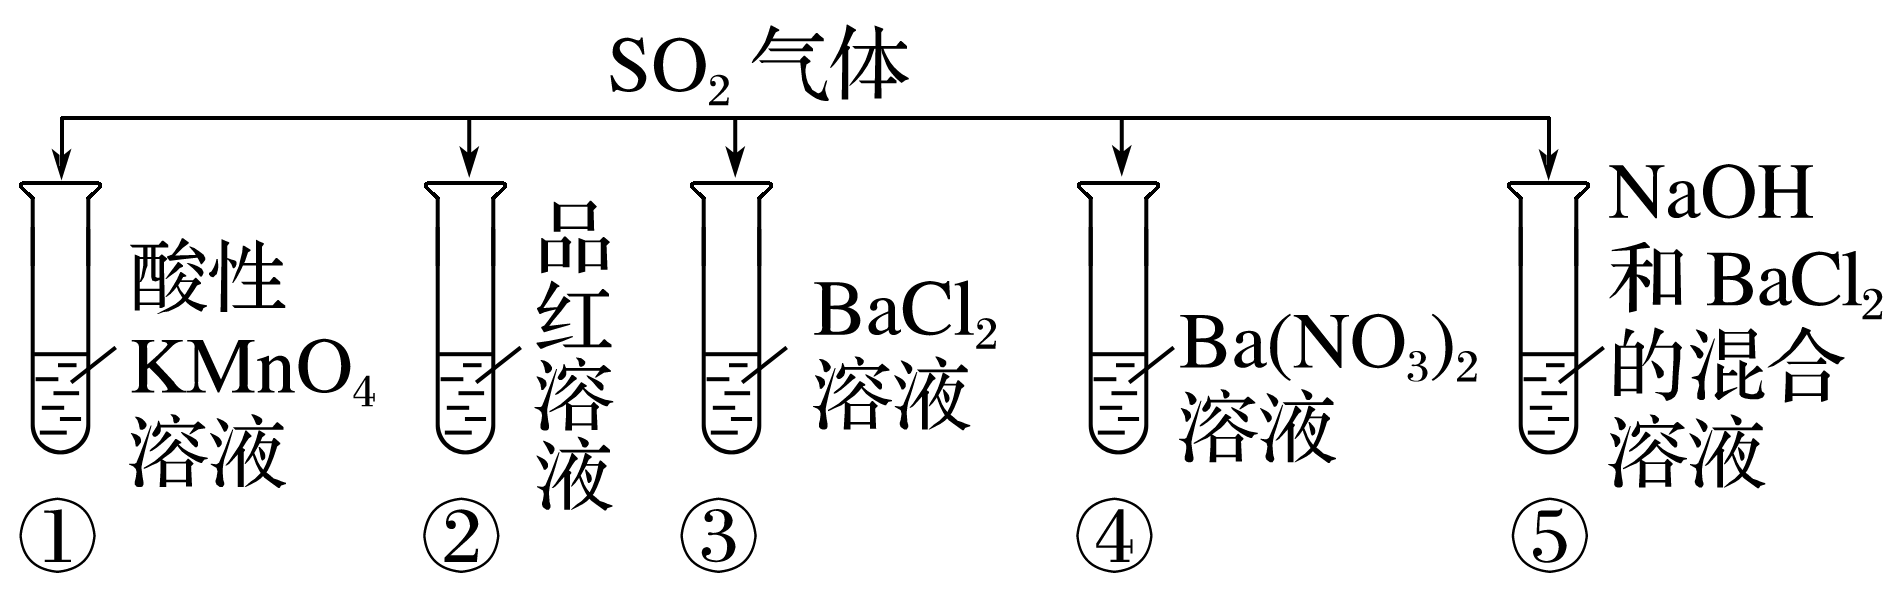 SO₂ 气体
酸性
KMnO₄
溶液
品
红
溶
液
BaCl₂
溶液
Ba(NO₃)₂
溶液
NaOH
和 BaCl₂
的混合
溶液
① ② ③ ④ ⑤